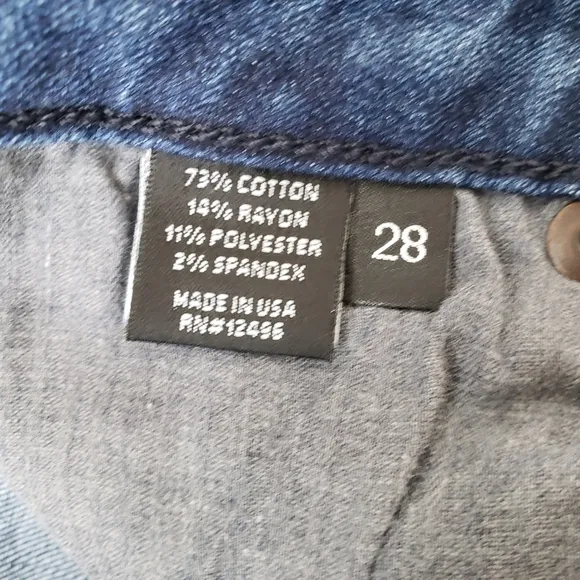 73% COTTON
14% RAYON
11% POLYESTER
2% SPANDEX
MADE IN USA
RN#12496
28